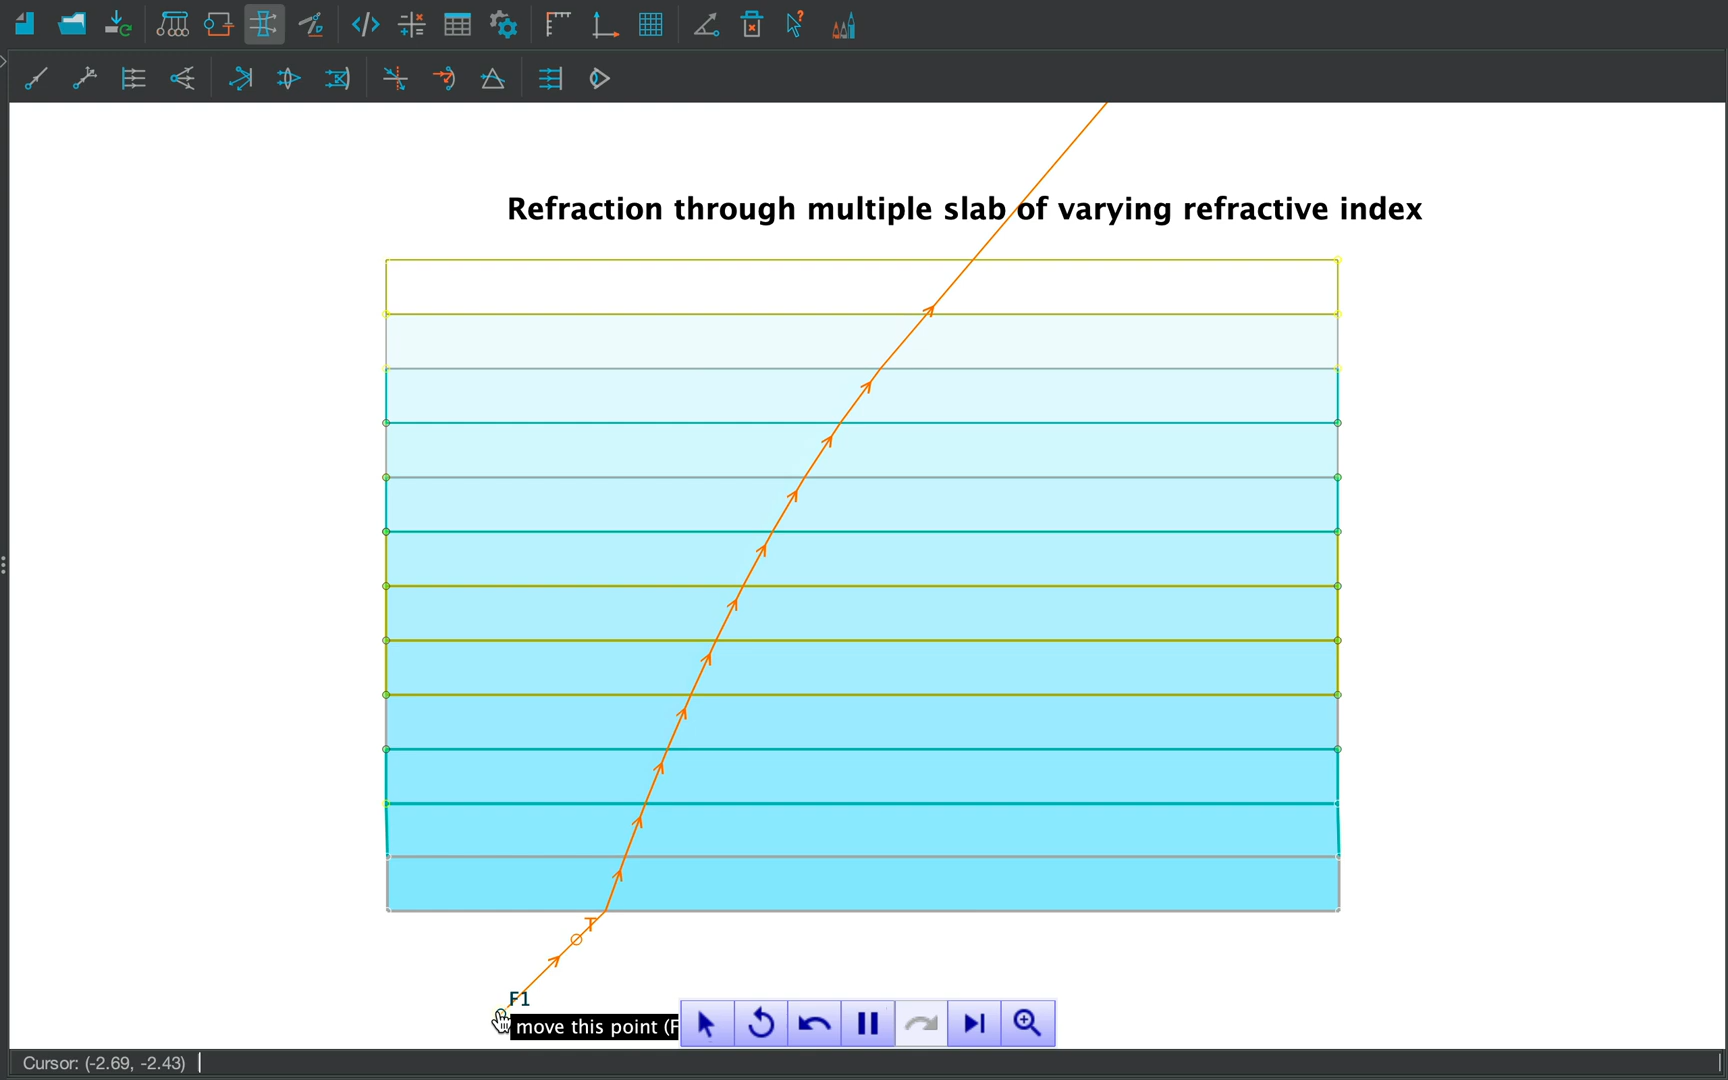 Refraction through multiple slab of varying refractive index
T
F1
move this point (F
Cursor: (-2.69, -2.43)